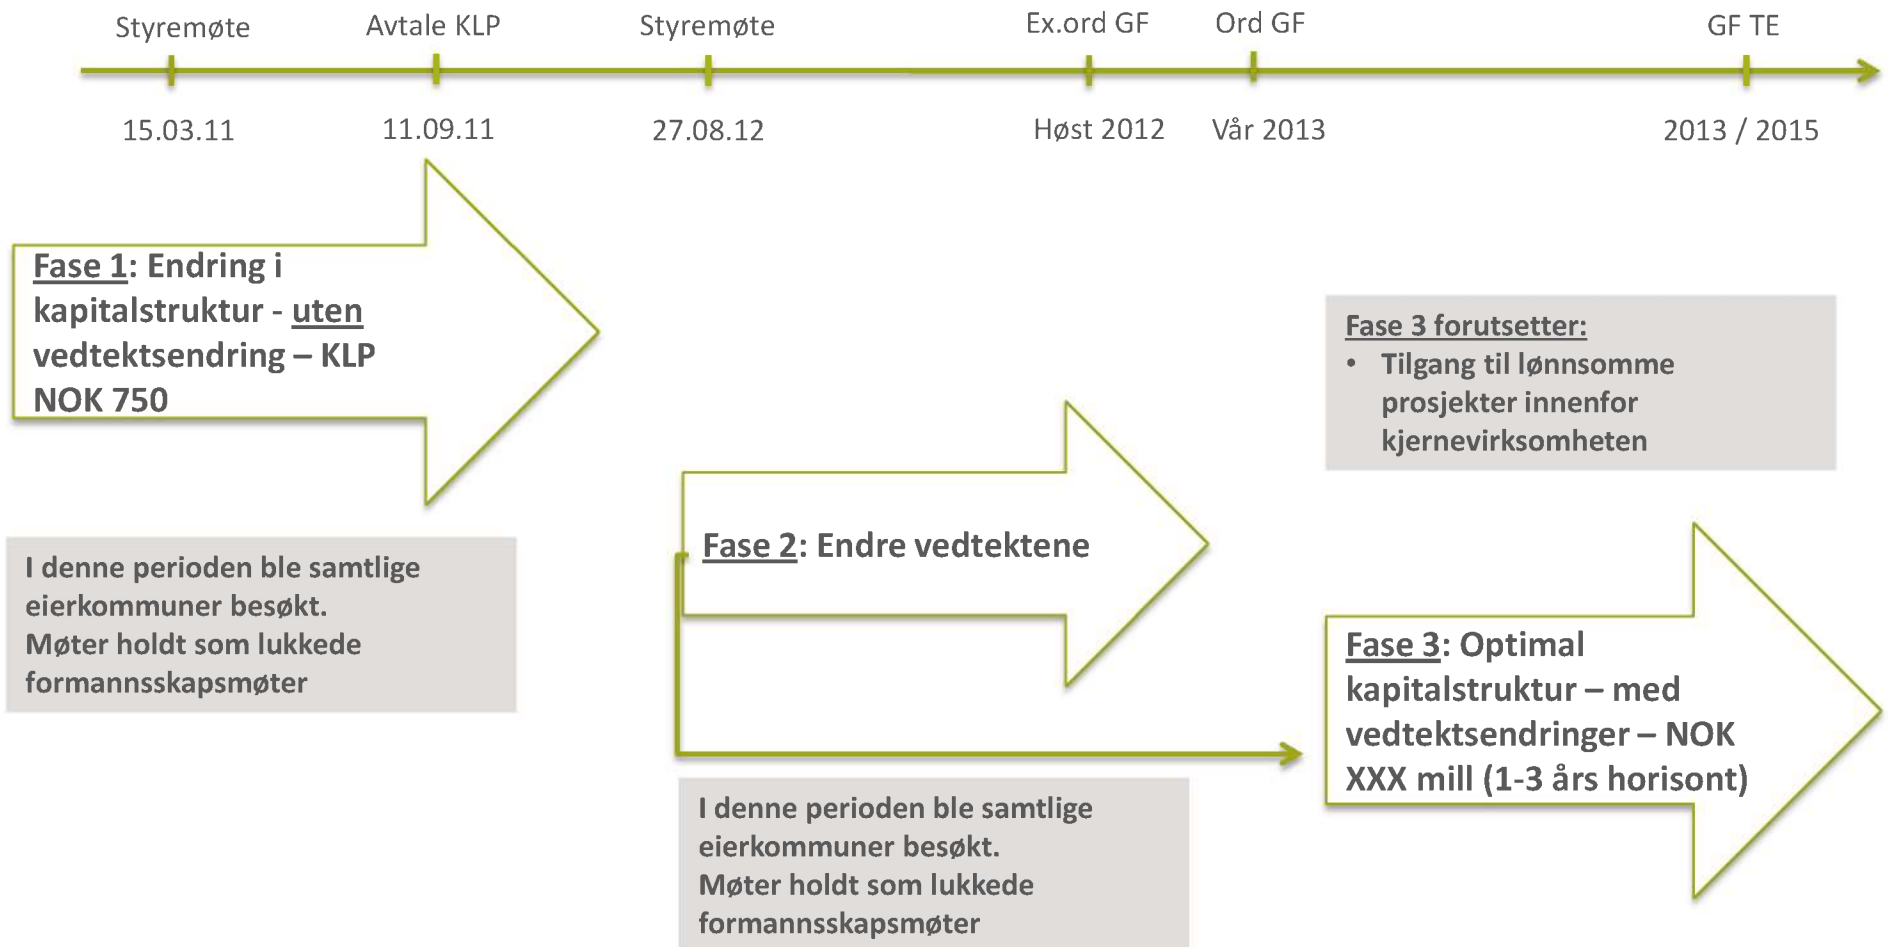 Styremøte
Avtale KLP
Styremøte
Ex.ord GF
Ord GF
GF TE
15.03.11
11.09.11
27.08.12
Høst 2012
Vår 2013
2013 / 2015
Fase 1: Endring i
kapitalstruktur - uten
vedtektsendring – KLP
NOK 750
I denne perioden ble samtlige
eierkommuner besøkt.
Møter holdt som lukkede
formannsskapsmøter
Fase 2: Endre vedtektene
I denne perioden ble samtlige
eierkommuner besøkt.
Møter holdt som lukkede
formannsskapsmøter
Fase 3 forutsetter:
• Tilgang til lønnsomme
prosjekter innenfor
kjernevirksomheten
Fase 3: Optimal
kapitalstruktur – med
vedtektsendringer – NOK
XXX mill (1-3 års horisont)